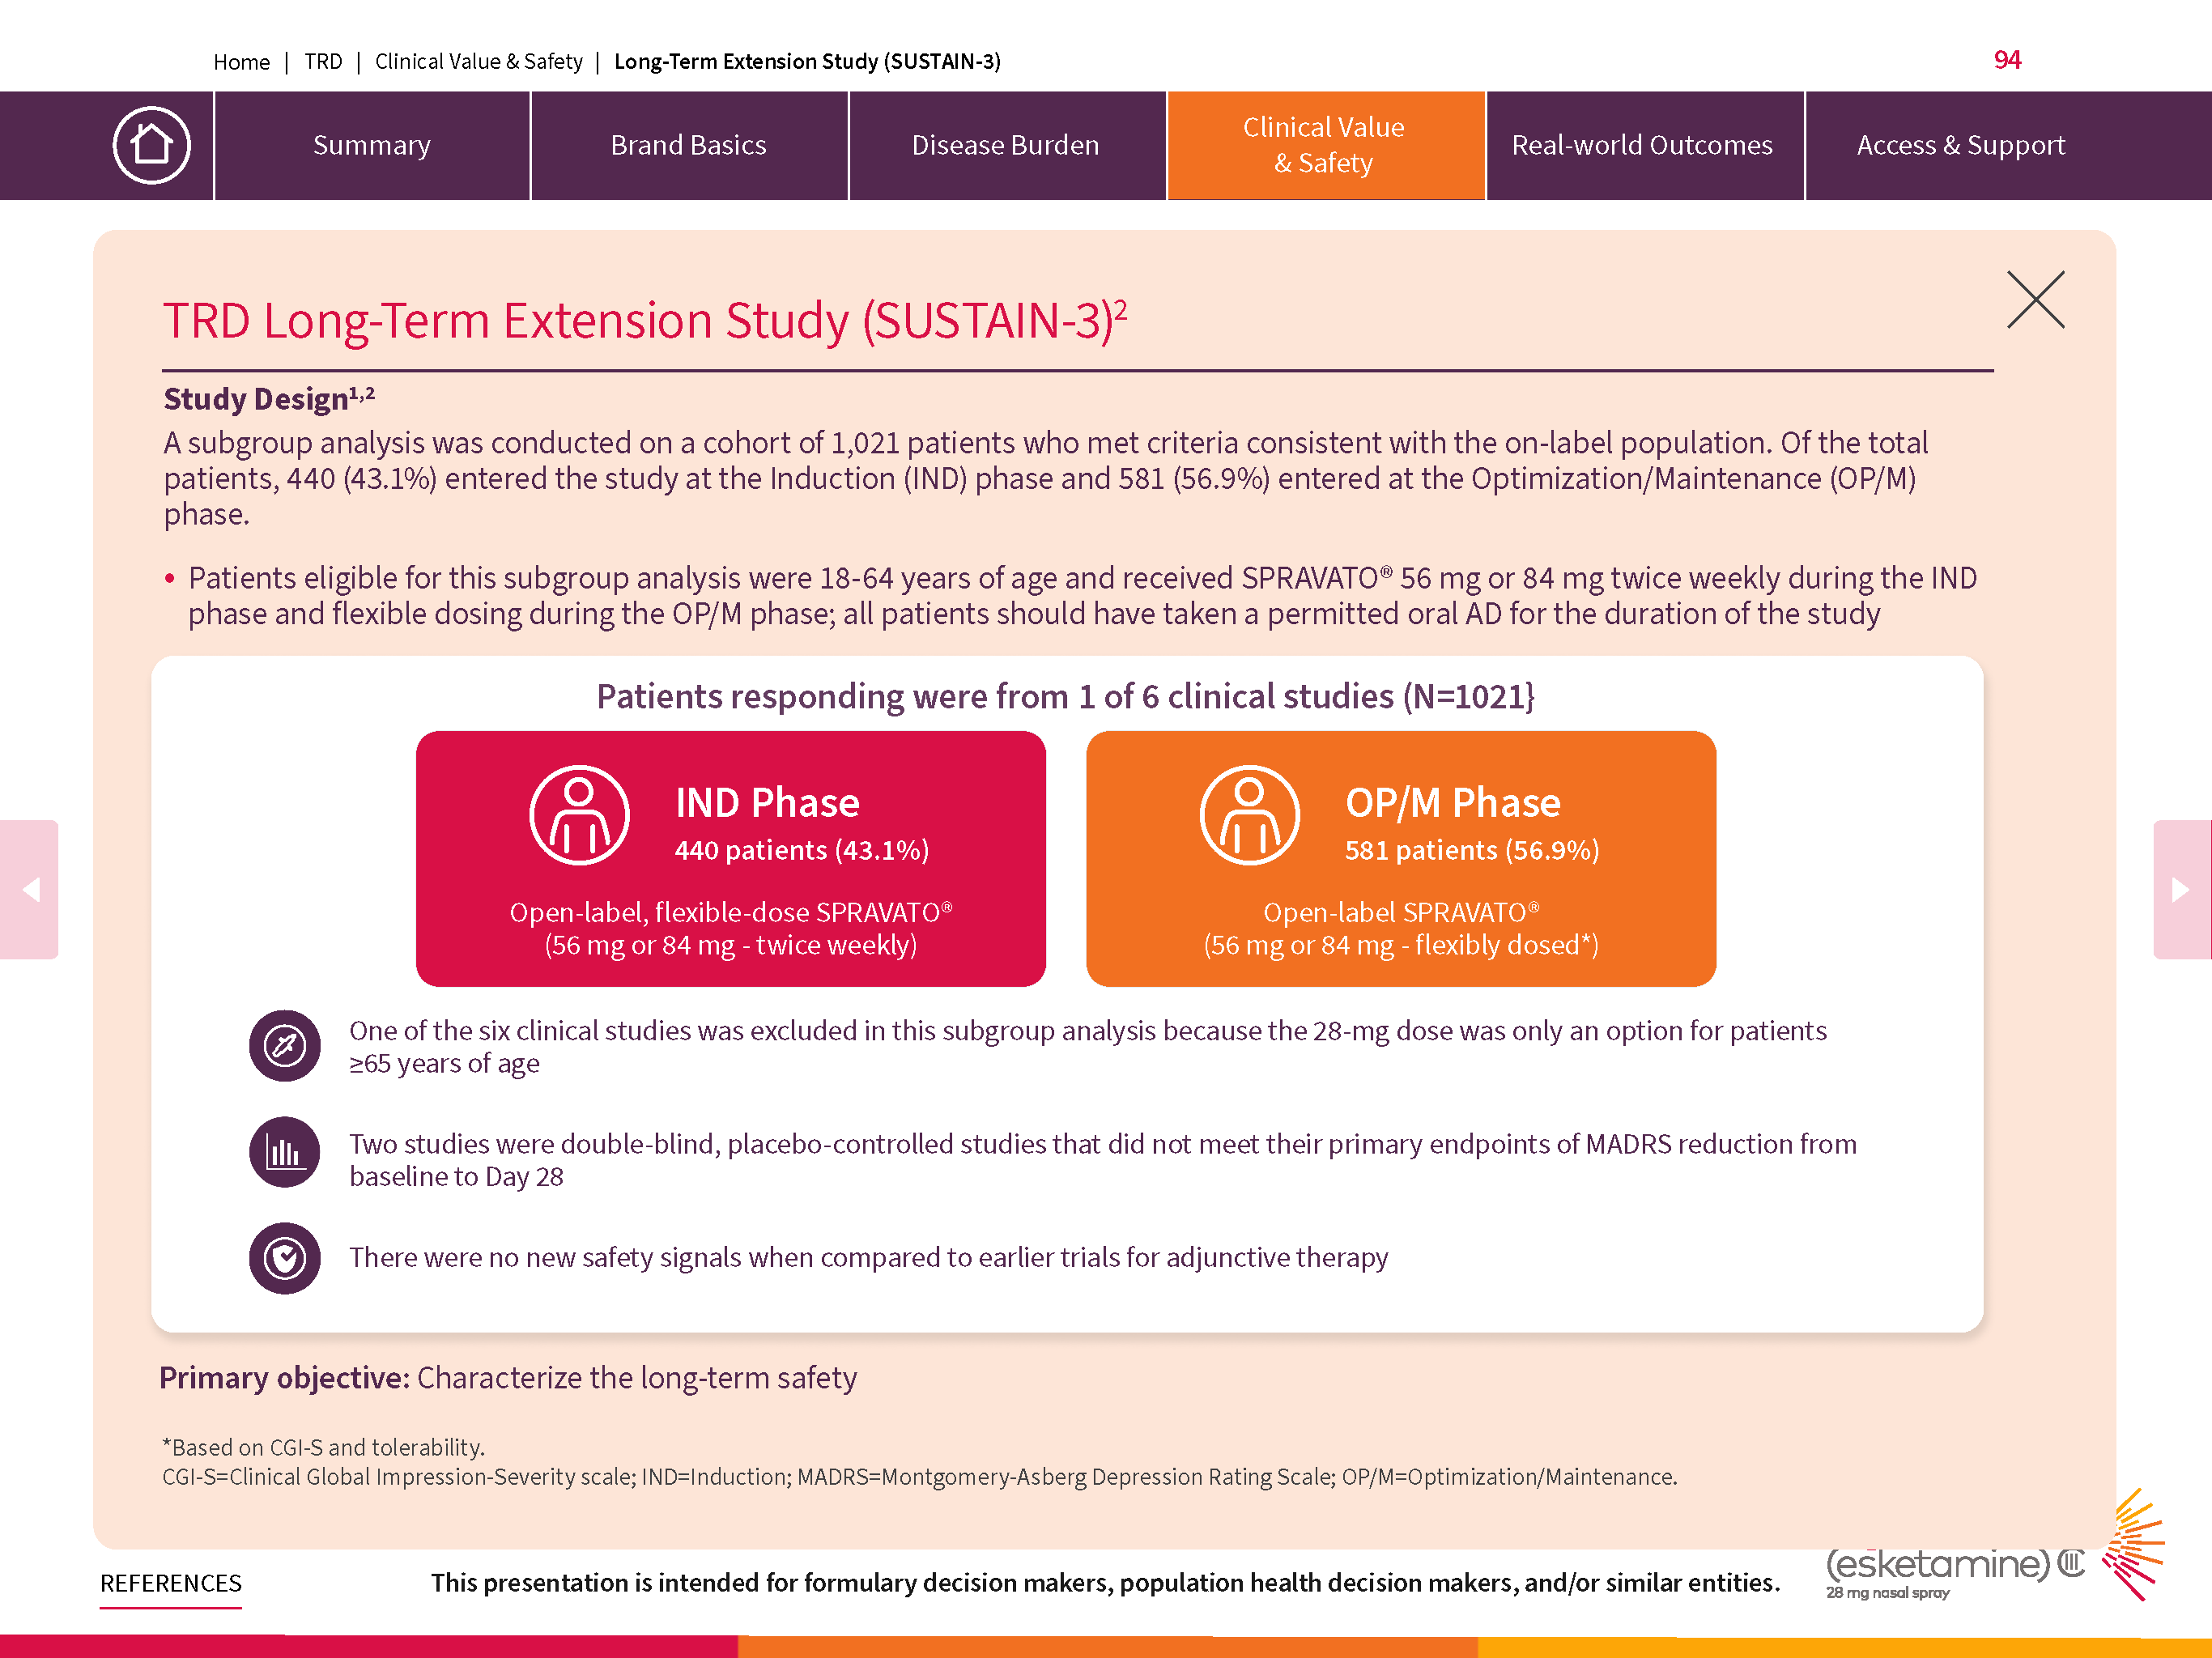 Home | TRD | Clinical Value & Safety | Long-Term Extension Study (SUSTAIN-3)
94
Summary
Brand Basics
Disease Burden
Clinical Value
& Safety
Real-world Outcomes
Access & Support
TRD Long-Term Extension Study (SUSTAIN-3)²
Study Design¹,²
A subgroup analysis was conducted on a cohort of 1,021 patients who met criteria consistent with the on-label population. Of the total
patients, 440 (43.1%) entered the study at the Induction (IND) phase and 581 (56.9%) entered at the Optimization/Maintenance (OP/M)
phase.
• Patients eligible for this subgroup analysis were 18-64 years of age and received SPRAVATO® 56 mg or 84 mg twice weekly during the IND
phase and flexible dosing during the OP/M phase; all patients should have taken a permitted oral AD for the duration of the study
Patients responding were from 1 of 6 clinical studies (N=1021}
IND Phase
440 patients (43.1%)
Open-label, flexible-dose SPRAVATO®
(56 mg or 84 mg - twice weekly)
OP/M Phase
581 patients (56.9%)
Open-label SPRAVATO®
(56 mg or 84 mg - flexibly dosed*)
One of the six clinical studies was excluded in this subgroup analysis because the 28-mg dose was only an option for patients
≥65 years of age
Two studies were double-blind, placebo-controlled studies that did not meet their primary endpoints of MADRS reduction from
baseline to Day 28
There were no new safety signals when compared to earlier trials for adjunctive therapy
Primary objective: Characterize the long-term safety
*Based on CGI-S and tolerability.
CGI-S=Clinical Global Impression-Severity scale; IND=Induction; MADRS=Montgomery-Asberg Depression Rating Scale; OP/M=Optimization/Maintenance.
REFERENCES
This presentation is intended for formulary decision makers, population health decision makers, and/or similar entities.
(esketamine) CIII
28 mg nasal spray